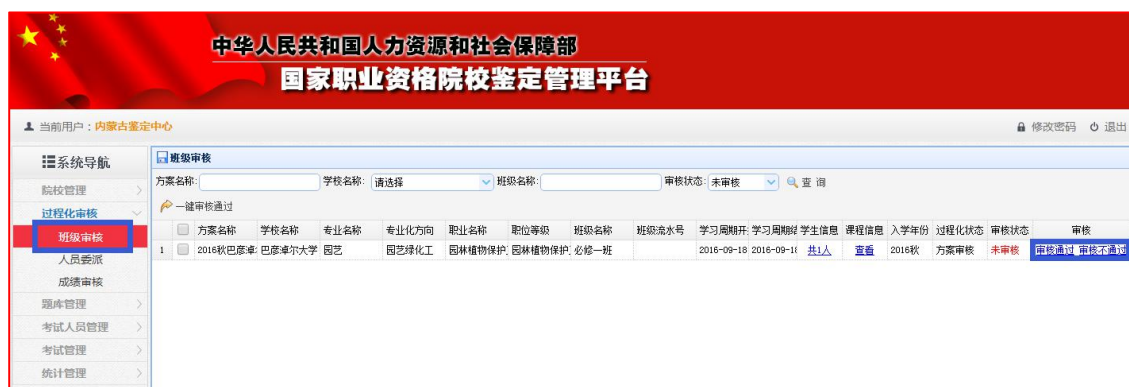 中华人民共和国人力资源和社会保障部
国家职业资格院校鉴定管理平台
当前用户：内蒙古鉴定中心 修改密码 退出
系统导航
院校管理
过程化审核
班级审核
人员委派
成绩审核
题库管理
考试人员管理
考试管理
统计管理
班级审核
方案名称: 学校名称: 请选择 班级名称: 审核状态: 未审核 查 询
一键审核通过
方案名称 学校名称 专业名称 专业化方向 职业名称 职位等级 班级名称 班级流水号 学习周期开 学习周期结 学生信息 课程信息 入学年份 过程化状态 审核状态 审核
1 2016秋巴彦淖 巴彦淖尔大学 园艺 园艺绿化工 园林植物保护 园林植物保护 必修一班 2016-09-18 2016-09-18 共1人 查看 2016秋 方案审核 未审核 审核通过 审核不通过